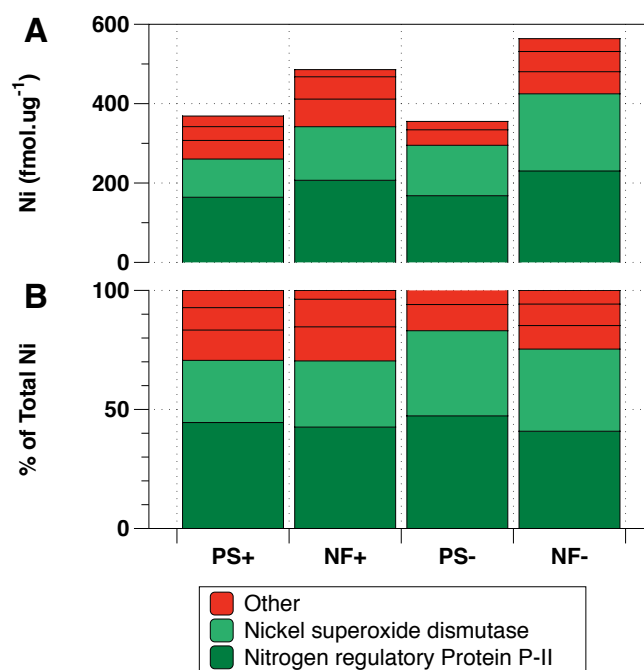 A
600
400
200
0
Ni (fmol.ug⁻¹)
B
100
50
0
% of Total Ni
PS+ NF+ PS- NF-
Other
Nickel superoxide dismutase
Nitrogen regulatory Protein P-II